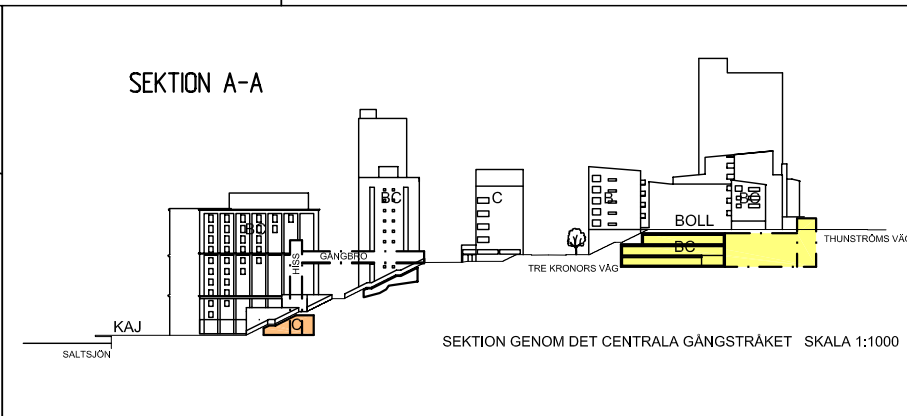 SEKTION A-A
BC
C
B
BC
BC
HISS
GÅNGBRO
BOLL
BC
THUNSTRÖMS VÄG
TRE KRONORS VÄG
C
KAJ
SALTSJÖN
SEKTION GENOM DET CENTRALA GÅNGSTRÅKET SKALA 1:1000